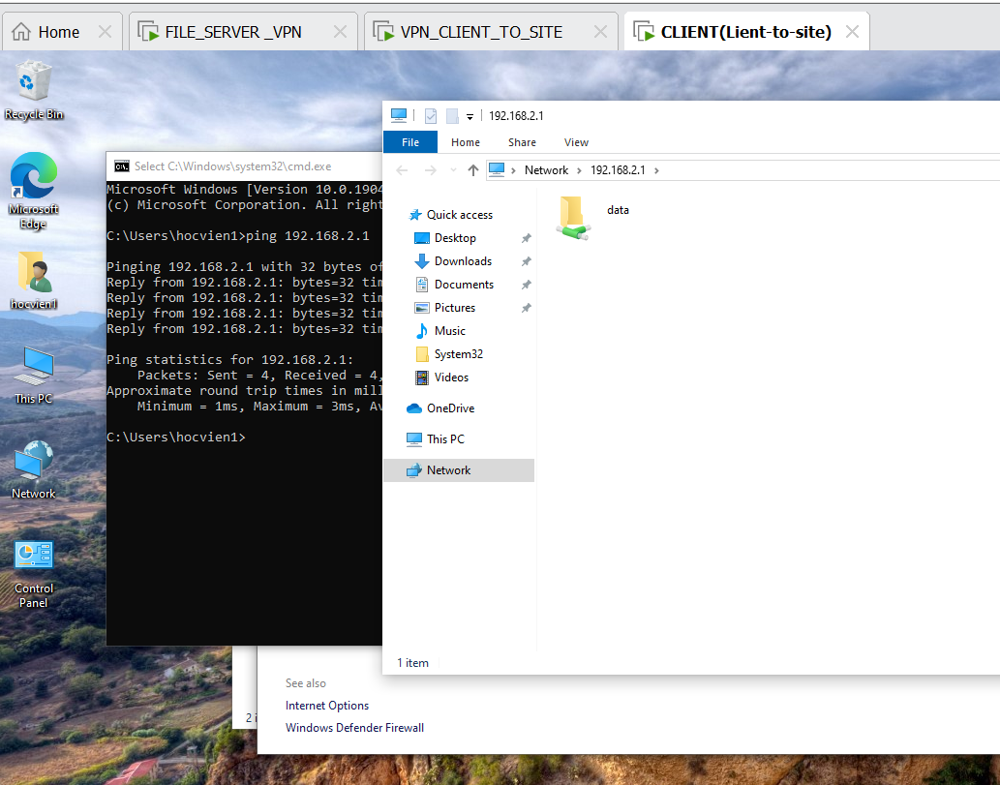 Home
FILE_SERVER _VPN
VPN_CLIENT_TO_SITE
CLIENT(Lient-to-site)
Recycle Bin
Microsoft
Edge
hocvien1
This PC
Network
Control
Panel
Select C:\Windows\system32\cmd.exe
Microsoft Windows [Version 10.0.1904
(c) Microsoft Corporation. All right
C:\Users\hocvien1>ping 192.168.2.1
Pinging 192.168.2.1 with 32 bytes of
Reply from 192.168.2.1: bytes=32 tim
Reply from 192.168.2.1: bytes=32 tim
Reply from 192.168.2.1: bytes=32 tim
Reply from 192.168.2.1: bytes=32 tim
Ping statistics for 192.168.2.1:
Packets: Sent = 4, Received = 4,
Approximate round trip times in mill
Minimum = 1ms, Maximum = 3ms, Av
C:\Users\hocvien1>
192.168.2.1
File
Home
Share
View
Network
192.168.2.1
Quick access
Desktop
Downloads
Documents
Pictures
Music
System32
Videos
OneDrive
This PC
Network
data
1 item
2 i
See also
Internet Options
Windows Defender Firewall